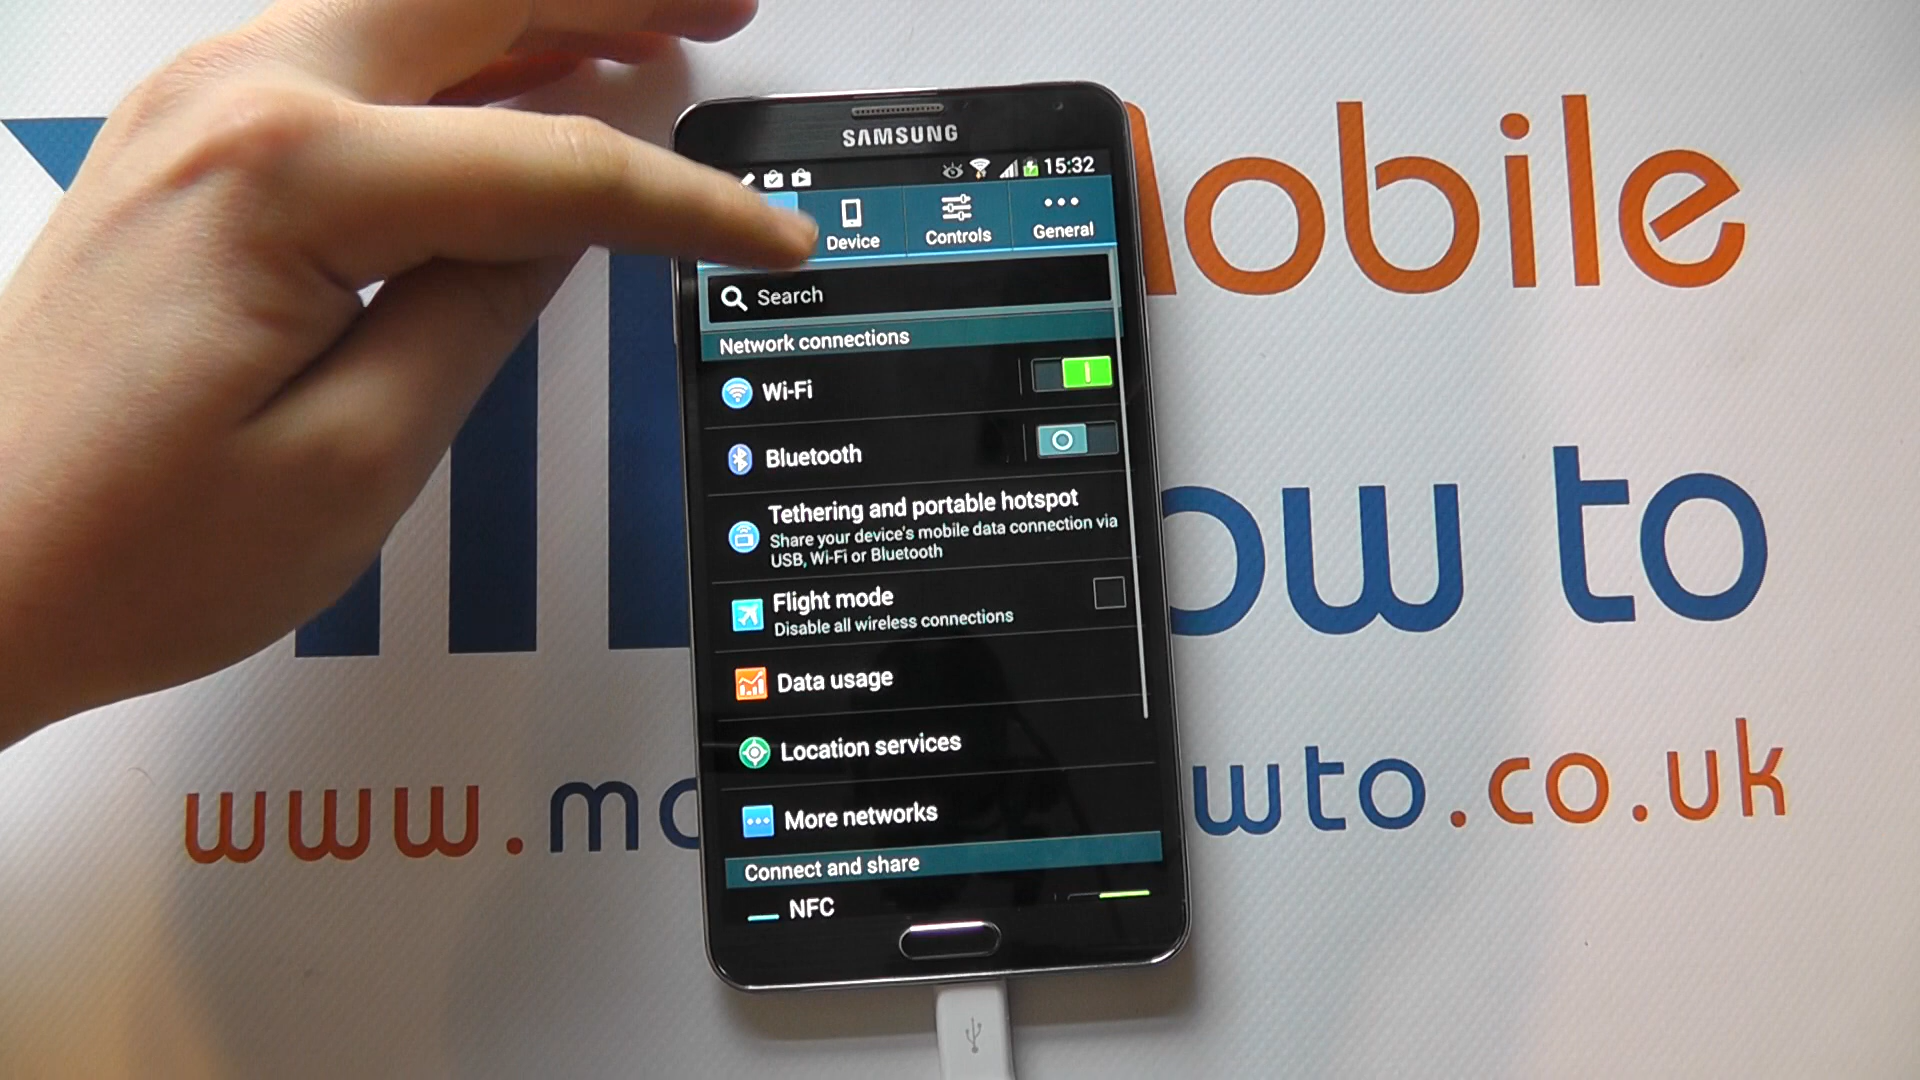 SAMSUNG
15:32
Device
Controls
General
Search
Network connections
Wi-Fi
Bluetooth
Tethering and portable hotspot
Share your device's mobile data connection via
USB, Wi-Fi or Bluetooth
Flight mode
Disable all wireless connections
Data usage
Location services
More networks
Connect and share
NFC
obile
ow to
www.mo
wto.co.uk